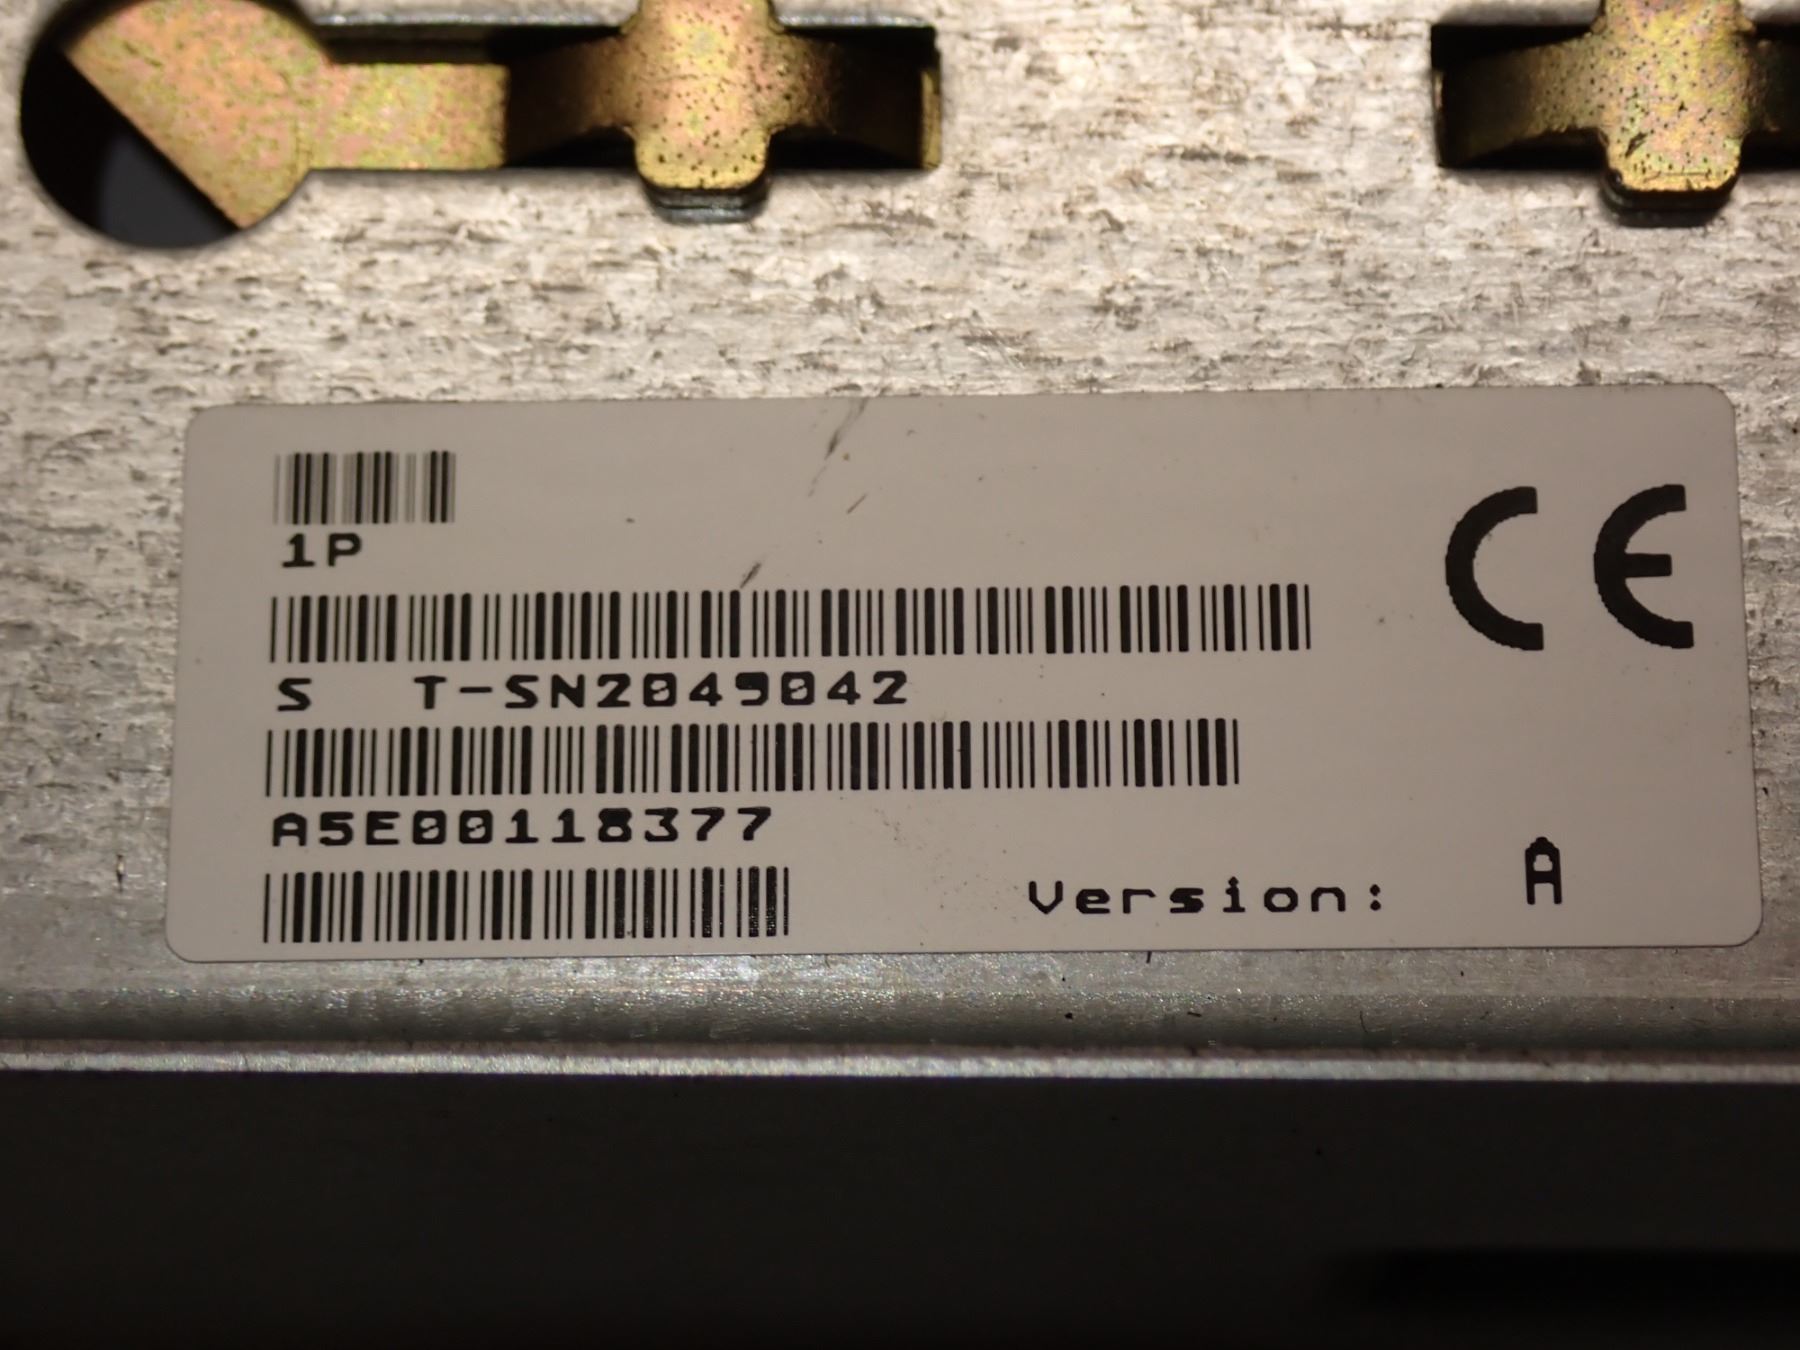 1P
CE
S T-SN2049042
A5E00118377
Version: A